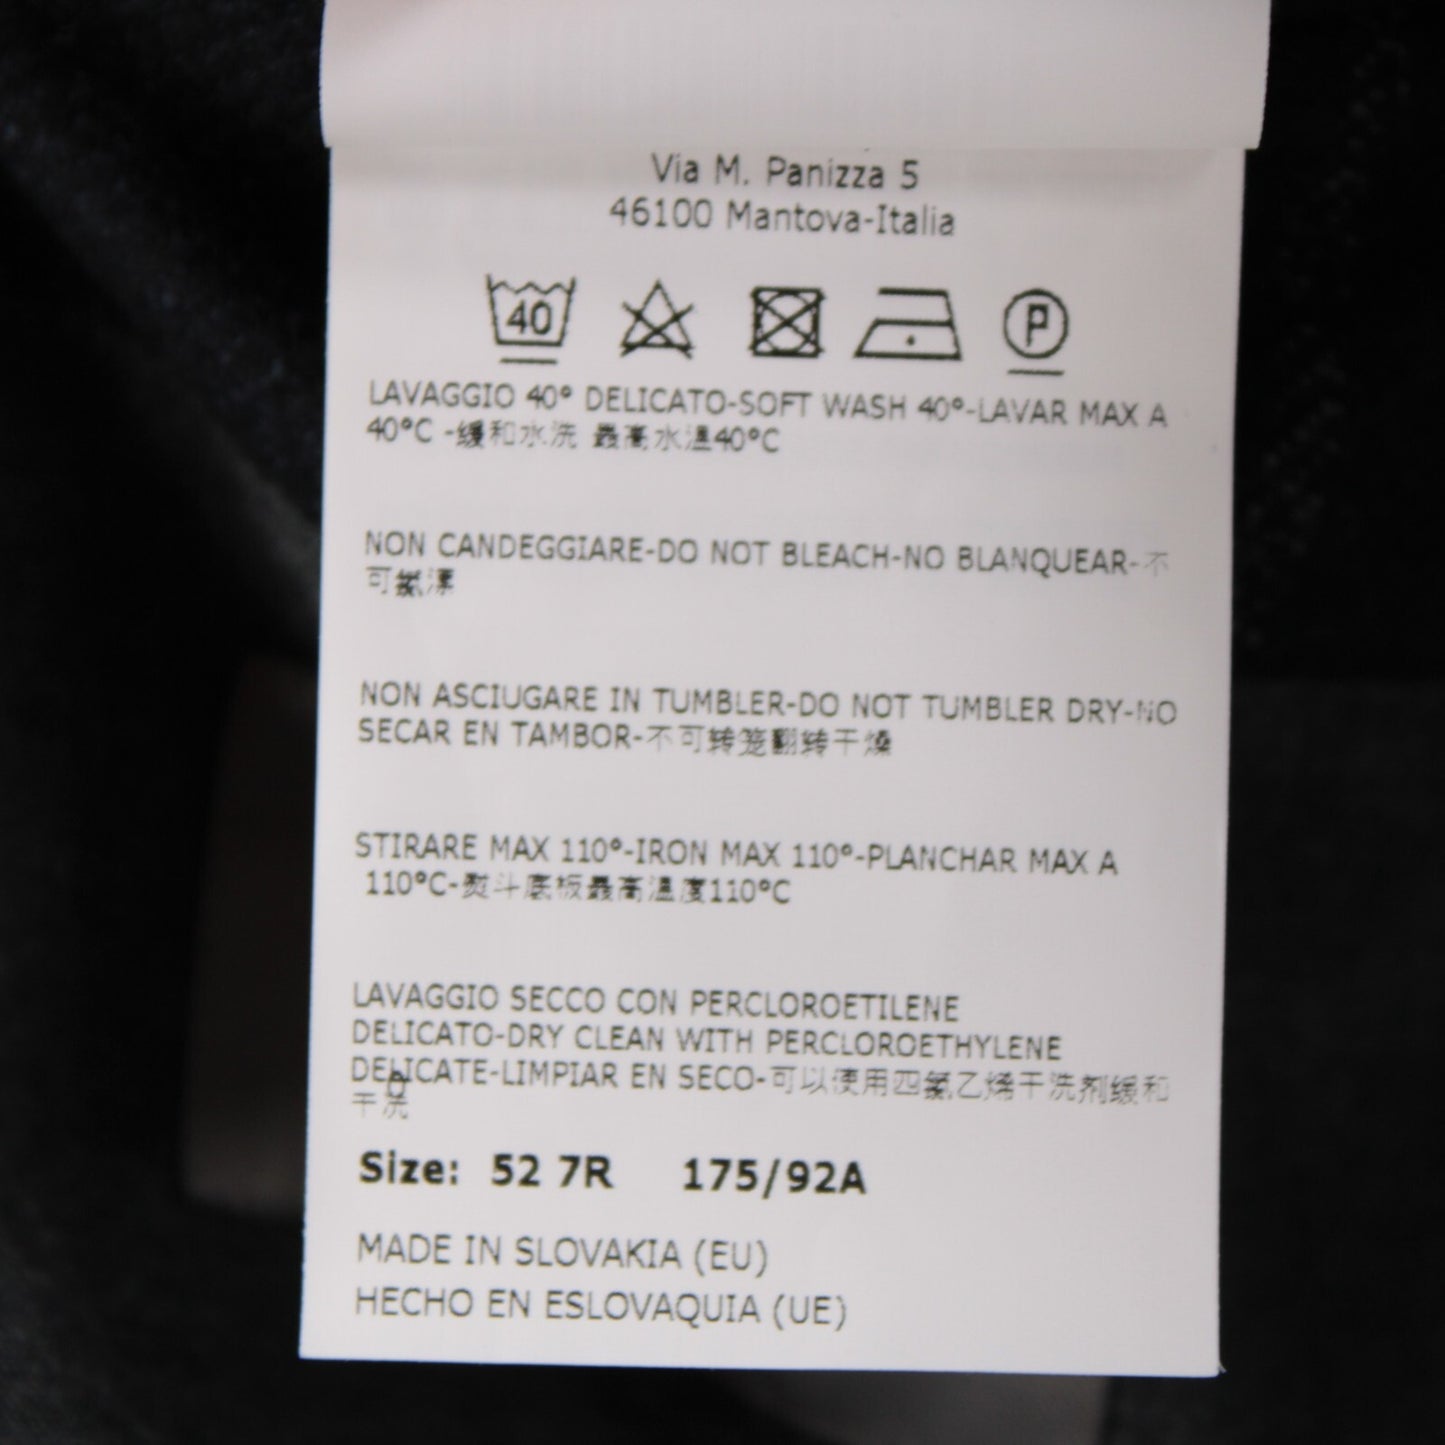 Via M. Panizza 5
46100 Mantova-Italia
40 P
LAVAGGIO 40° DELICATO-SOFT WASH 40°-LAVAR MAX A
40°C -缓和水洗 最高水温40°C
NON CANDEGGIARE-DO NOT BLEACH-NO BLANQUEAR-不
可氯漂
NON ASCIUGARE IN TUMBLER-DO NOT TUMBLER DRY-NO
SECAR EN TAMBOR-不可转笼翻转干燥
STIRARE MAX 110°-IRON MAX 110°-PLANCHAR MAX A
110°C-熨斗底板最高温度110°C
LAVAGGIO SECCO CON PERCLOROETILENE
DELICATO-DRY CLEAN WITH PERCLOROETHYLENE
DELICATE-LIMPIAR EN SECO-可以使用四氯乙烯干洗剂缓和
干洗
Size: 52 7R 175/92A
MADE IN SLOVAKIA (EU)
HECHO EN ESLOVAQUIA (UE)